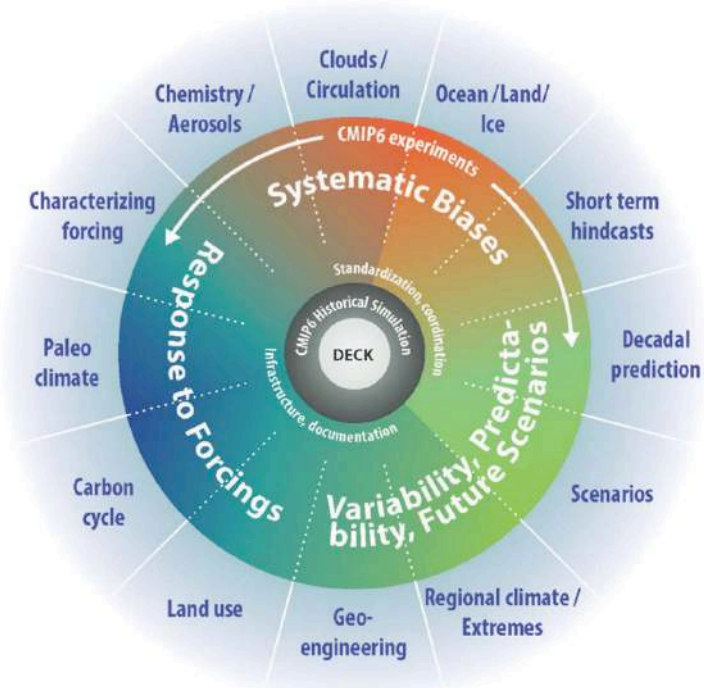 Clouds /
Circulation
Ocean /Land/
Ice
Short term
hindcasts
Decadal
prediction
Scenarios
Regional climate /
Extremes
Geo-
engineering
Land use
Carbon
cycle
Paleo
climate
Characterizing
forcing
Chemistry /
Aerosols
CMIP6 experiments
Systematic Biases
Variability, Predicta-
bility, Future Scenarios
Response to Forcings
Standardization, coordination
Infrastructure, documentation
CMIP6 Historical Simulation
DECK